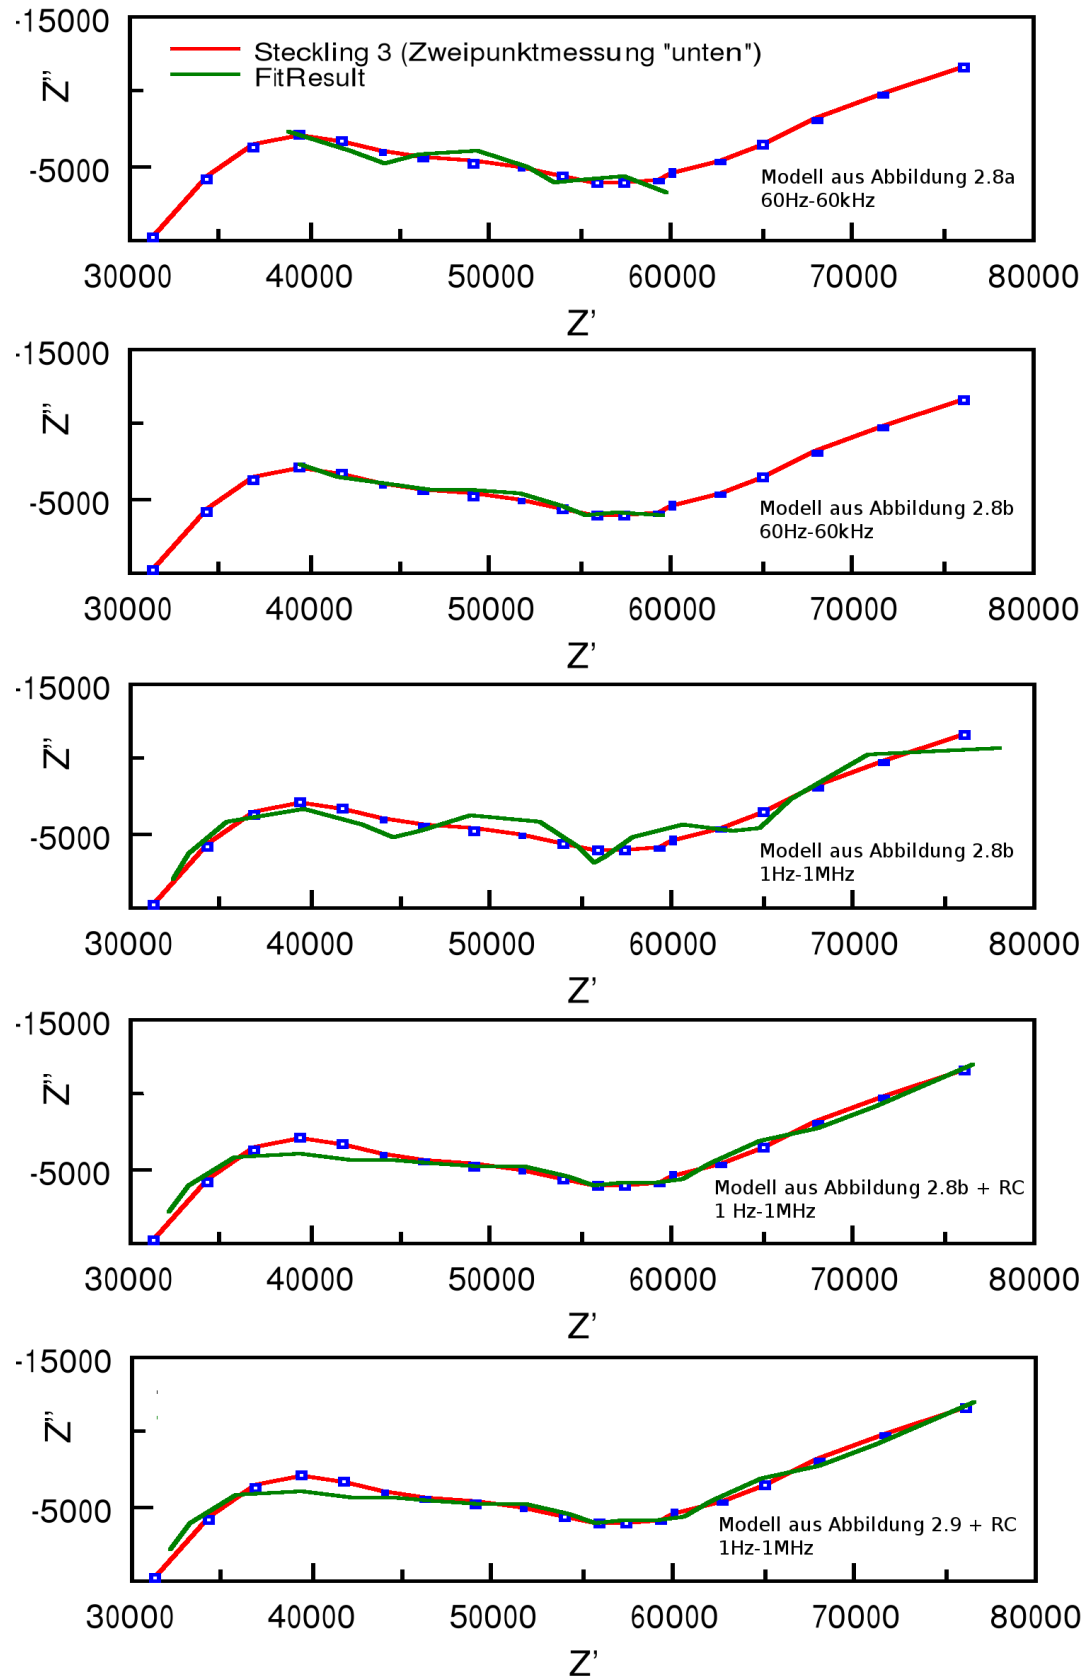 -15000
Z''
Steckling 3 (Zweipunktmessung "unten")
FitResult
-5000
Modell aus Abbildung 2.8a
60Hz-60kHz
30000 40000 50000 60000 70000 80000
Z'
-15000
Z''
-5000
Modell aus Abbildung 2.8b
60Hz-60kHz
30000 40000 50000 60000 70000 80000
Z'
-15000
Z''
-5000
Modell aus Abbildung 2.8b
1Hz-1MHz
30000 40000 50000 60000 70000 80000
Z'
-15000
Z''
-5000
Modell aus Abbildung 2.8b + RC
1 Hz-1MHz
30000 40000 50000 60000 70000 80000
Z'
-15000
Z''
-5000
Modell aus Abbildung 2.9 + RC
1Hz-1MHz
30000 40000 50000 60000 70000 80000
Z'